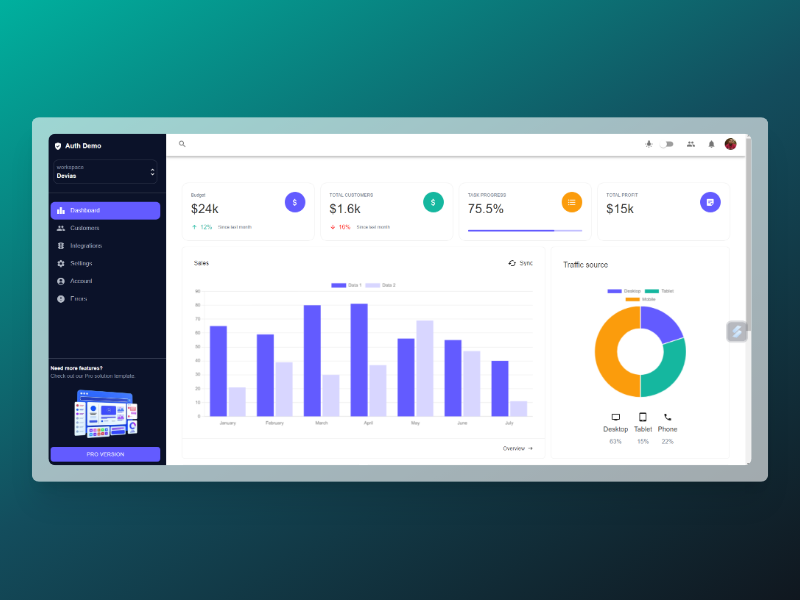 Auth Demo
workspace
Devias
Dashboard
Customers
Integrations
Settings
Account
Errors
Need more features?
Check out our Pro solution template.
PRO VERSION
Budget
$24k
12% Since last month
TOTAL CUSTOMERS
$1.6k
16% Since last month
TASK PROGRESS
75.5%
TOTAL PROFIT
$15k
Sales
Sync
Data 1 Data 2
90
80
70
60
50
40
30
20
10
0
January February March April May June July
Overview
Traffic source
Desktop Tablet
Mobile
Desktop Tablet Phone
63% 15% 22%